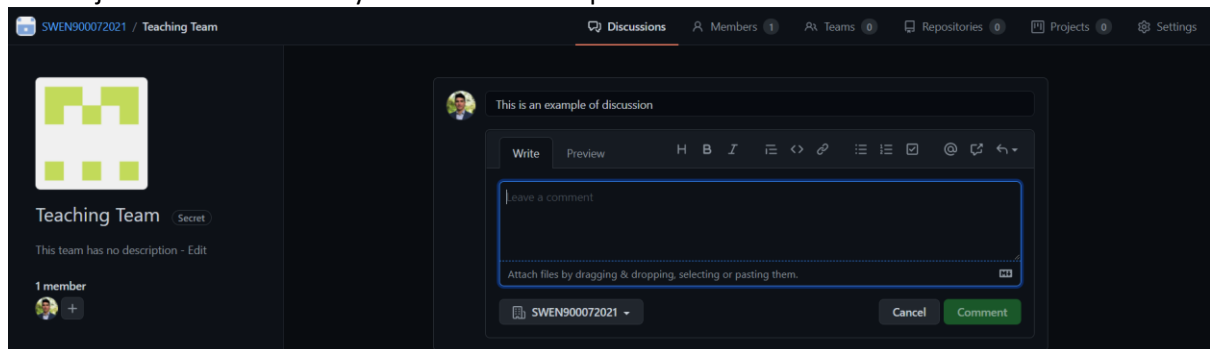 SWEN900072021 / Teaching Team
Discussions Members 1 Teams 0 Repositories 0 Projects 0 Settings
This is an example of discussion
Write Preview H B I
Leave a comment
Attach files by dragging & dropping, selecting or pasting them.
SWEN900072021 Cancel Comment
Teaching Team Secret
This team has no description - Edit
1 member